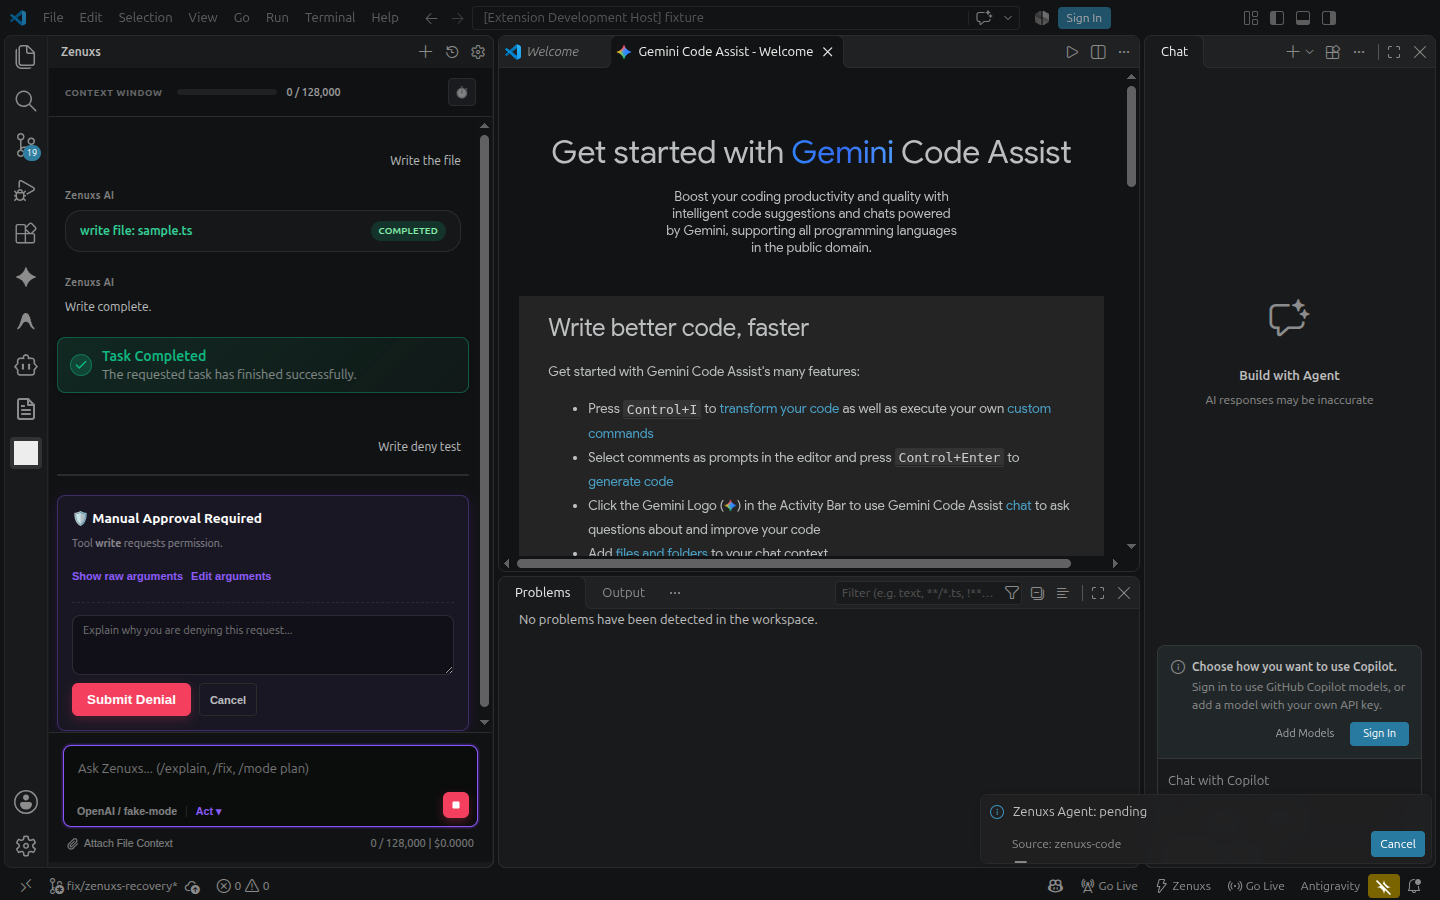 File Edit Selection View Go Run Terminal Help
[Extension Development Host] fixture
Sign In
Zenuxs
CONTEXT WINDOW 0 / 128,000
Write the file
Zenuxs AI
write file: sample.ts COMPLETED
Zenuxs AI
Write complete.
Task Completed
The requested task has finished successfully.
Write deny test
🛡️ Manual Approval Required
Tool write requests permission.
Show raw arguments Edit arguments
Explain why you are denying this request...
Submit Denial Cancel
Ask Zenuxs... (/explain, /fix, /mode plan)
OpenAI / fake-mode Act ▾
Attach File Context 0 / 128,000 | $0.0000
19
Welcome Gemini Code Assist - Welcome
Get started with Gemini Code Assist
Boost your coding productivity and quality with
intelligent code suggestions and chats powered
by Gemini, supporting all programming languages
in the public domain.
Write better code, faster
Get started with Gemini Code Assist's many features:
• Press Control+I to transform your code as well as execute your own custom
commands
• Select comments as prompts in the editor and press Control+Enter to
generate code
• Click the Gemini Logo () in the Activity Bar to use Gemini Code Assist chat to ask
questions about and improve your code
• Add files and folders to your chat context
Problems Output ···
Filter (e.g. text, **/*.ts, !**...
No problems have been detected in the workspace.
Chat
Build with Agent
AI responses may be inaccurate
Choose how you want to use Copilot.
Sign in to use GitHub Copilot models, or
add a model with your own API key.
Add Models Sign In
Chat with Copilot
Zenuxs Agent: pending
Source: zenuxs-code
Cancel
fix/zenuxs-recovery* 0 0
Go Live Zenuxs Go Live Antigravity